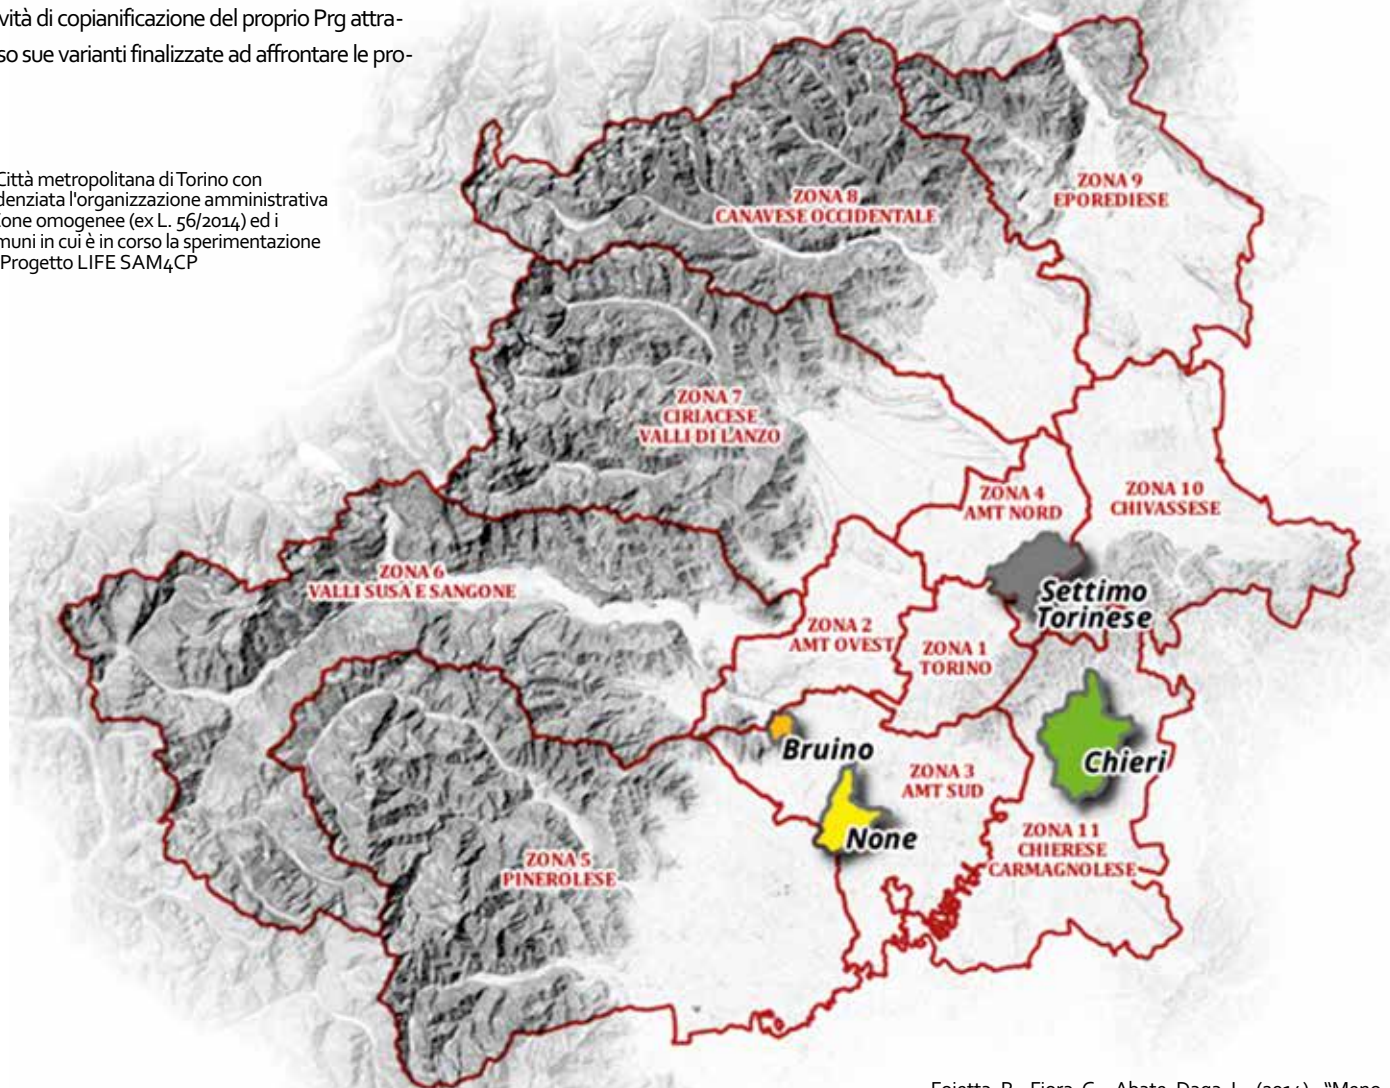 vità di copianificazione del proprio Prg attra-
so sue varianti finalizzate ad affrontare le pro-
Città metropolitana di Torino con
denziata l'organizzazione amministrativa
Zone omogenee (ex L. 56/2014) ed i
muni in cui è in corso la sperimentazione
Progetto LIFE SAM4CP
ZONA 8
CANAVESE OCCIDENTALE
ZONA 9
EPOREDIESE
ZONA 7
CIRIACESE
VALLI DI LANZO
ZONA 4
AMT NORD
ZONA 10
CHIVASSESE
ZONA 6
VALLI SUSA E SANGONE
Settimo
Torinese
ZONA 2
AMT OVEST
ZONA 1
TORINO
Bruino
Chieri
ZONA 3
AMT SUD
None
ZONA 11
CHIERESE
CARMAGNOLESE
ZONA 5
PINEROLESE